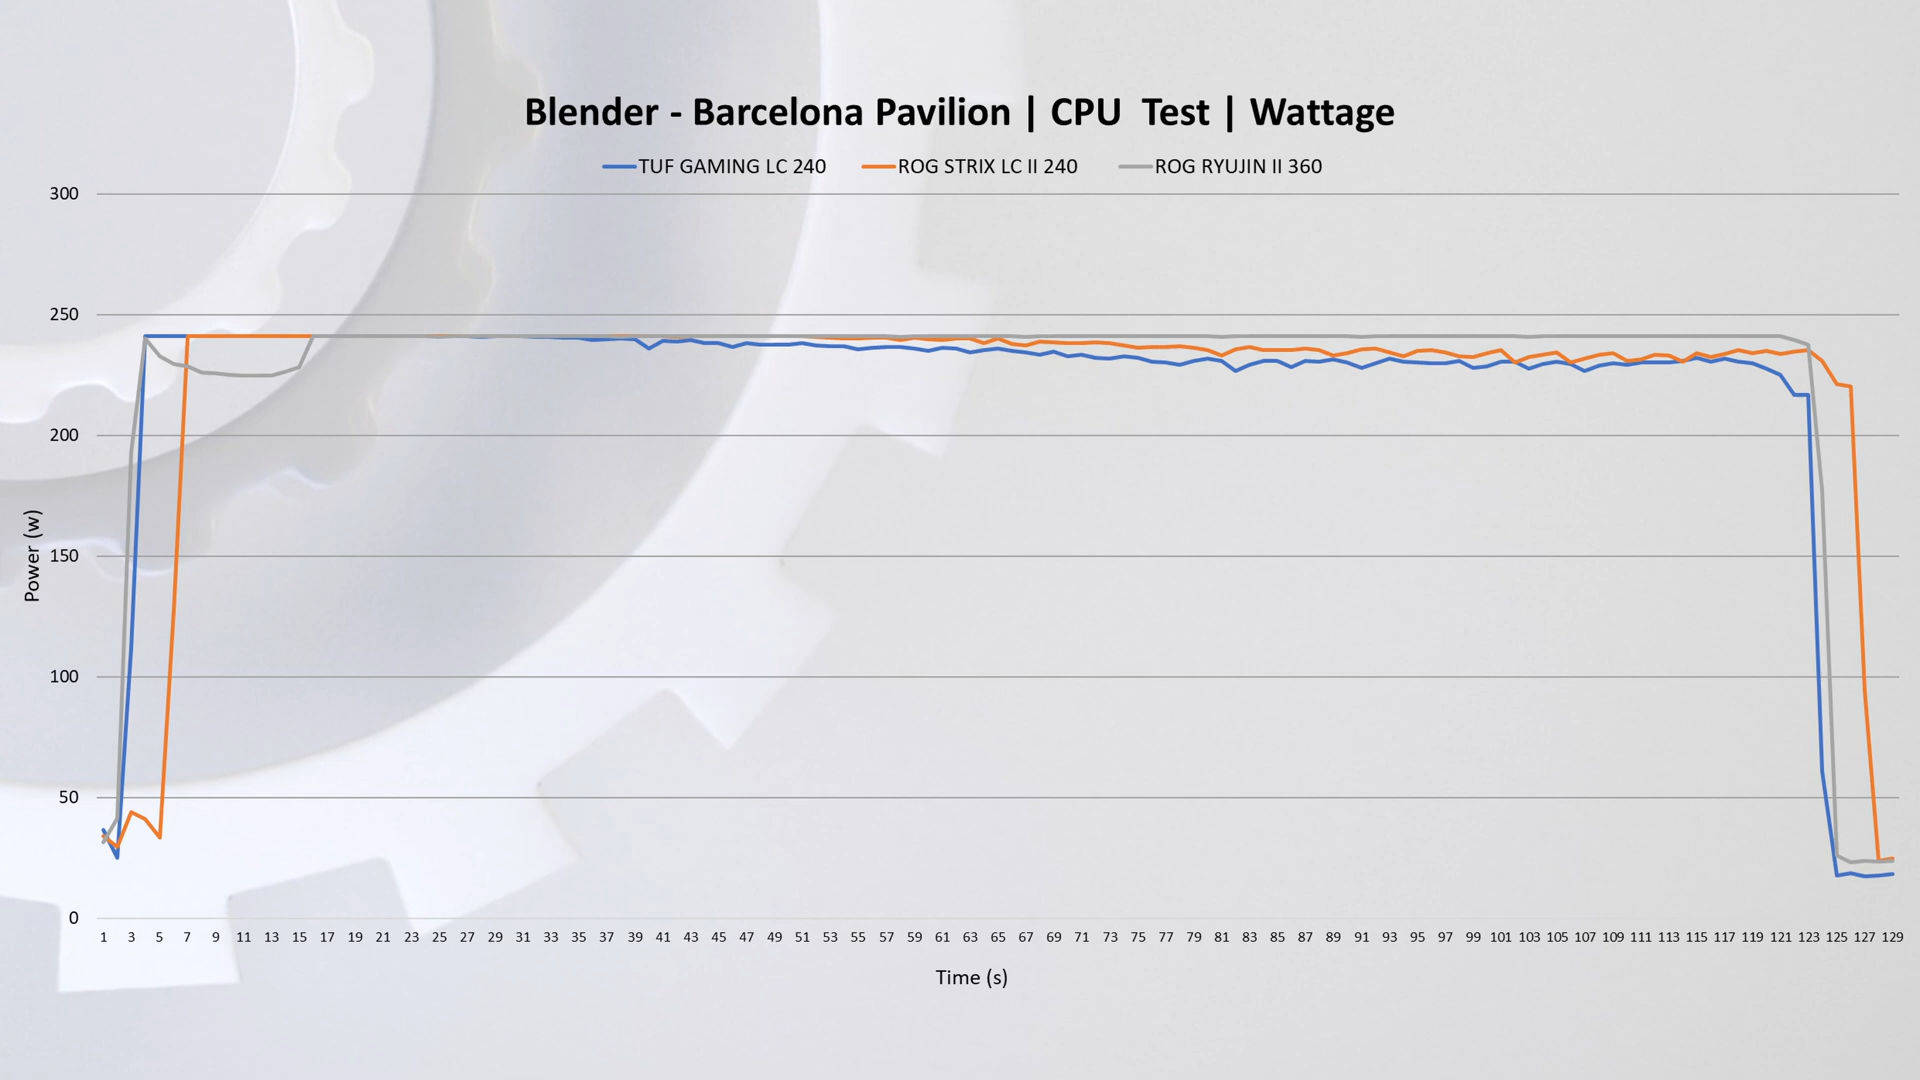 Blender - Barcelona Pavilion | CPU  Test | Wattage
TUF GAMING LC 240 ROG STRIX LC II 240 ROG RYUJIN II 360
300
250
200
150
100
50
0
Power (w)
1 3 5 7 9 11 13 15 17 19 21 23 25 27 29 31 33 35 37 39 41 43 45 47 49 51 53 55 57 59 61 63 65 67 69 71 73 75 77 79 81 83 85 87 89 91 93 95 97 99 101 103 105 107 109 111 113 115 117 119 121 123 125 127 129
Time (s)